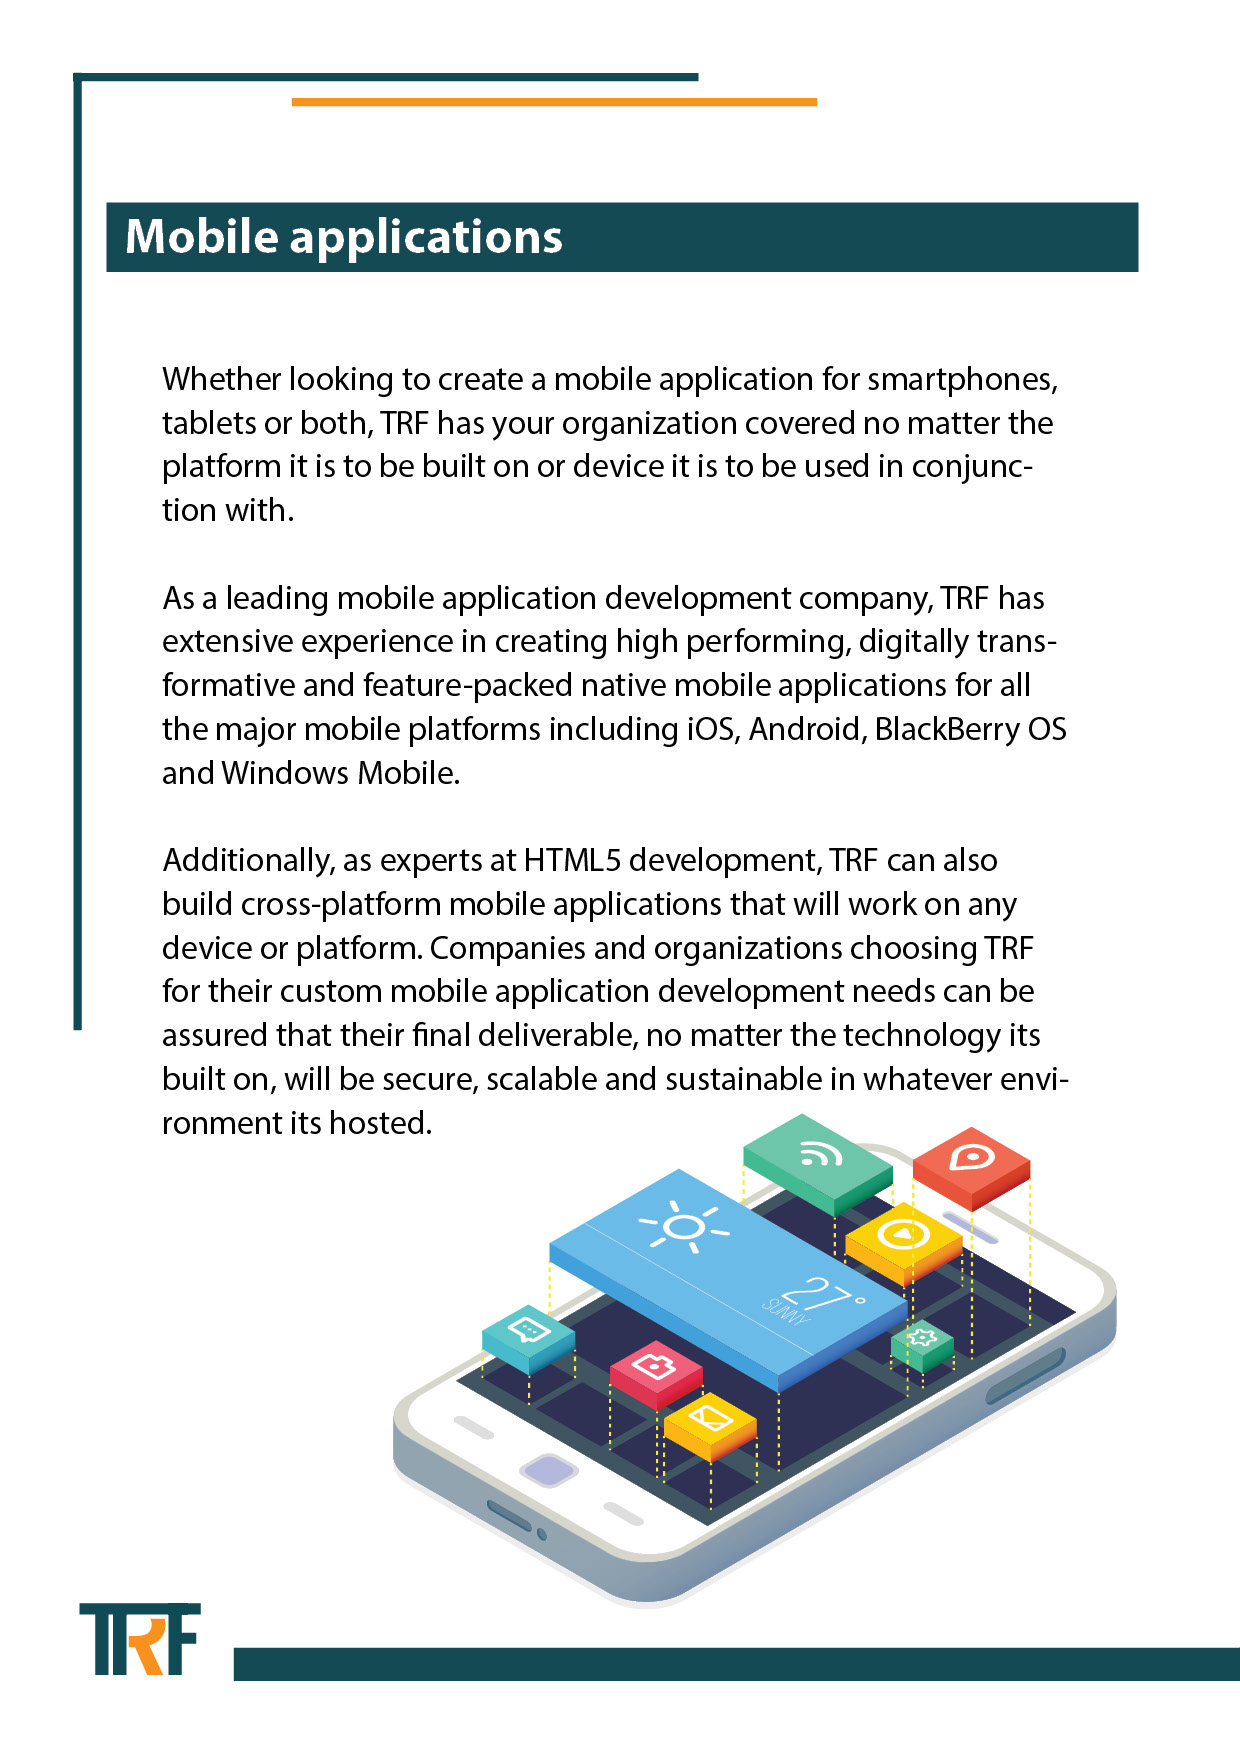 Mobile applications
Whether looking to create a mobile application for smartphones,
tablets or both, TRF has your organization covered no matter the
platform it is to be built on or device it is to be used in conjunc-
tion with.
As a leading mobile application development company, TRF has
extensive experience in creating high performing, digitally trans-
formative and feature-packed native mobile applications for all
the major mobile platforms including iOS, Android, BlackBerry OS
and Windows Mobile.
Additionally, as experts at HTML5 development, TRF can also
build cross-platform mobile applications that will work on any
device or platform. Companies and organizations choosing TRF
for their custom mobile application development needs can be
assured that their final deliverable, no matter the technology its
built on, will be secure, scalable and sustainable in whatever envi-
ronment its hosted.
27°
SUNNY
TRF